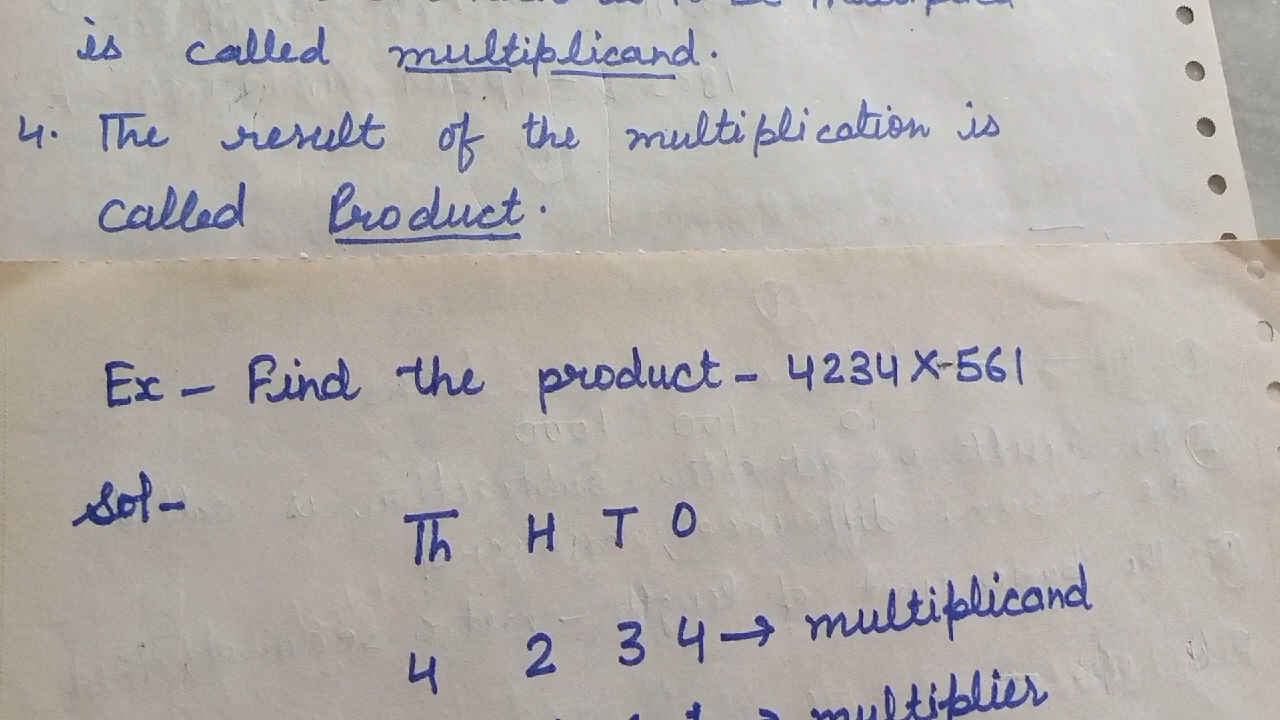 is called multiplicand.
4. The result of the multiplication is
called Product.
Ex - Find the product - 4234 X 561
Sol-
Th H T O
4 2 3 4 → multiplicand
→ multiplier